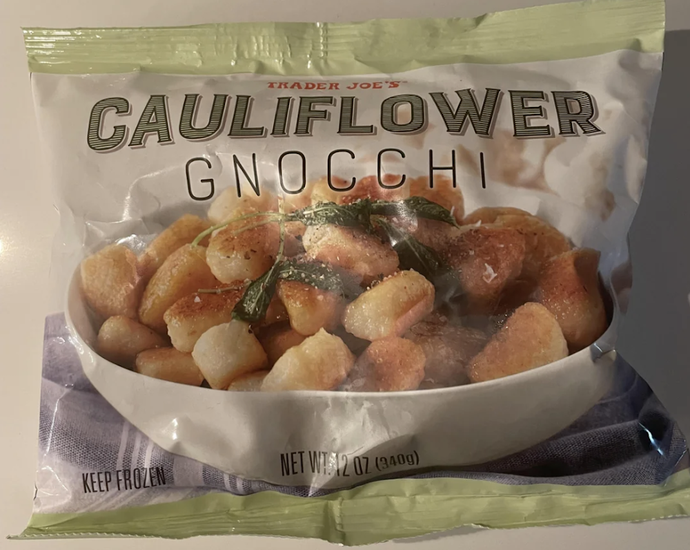 TRADER JOE'S
CAULIFLOWER
GNOCCHI
NET WT. 12 OZ (340g)
KEEP FROZEN